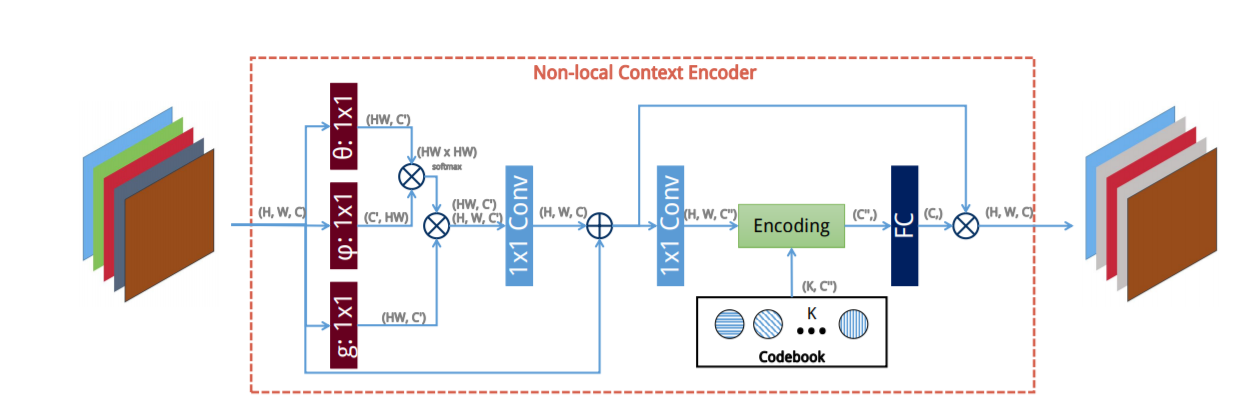 Non-local Context Encoder
θ: 1x1
(HW, C')
(HW x HW)
softmax
(H, W, C)
φ: 1x1
(C', HW)
(HW, C')
(H, W, C')
1x1 Conv
(H, W, C)
1x1 Conv
(H, W, C")
Encoding
(C",)
FC
(C,)
(H, W, C)
g: 1x1
(HW, C')
(K, C")
K
•••
Codebook